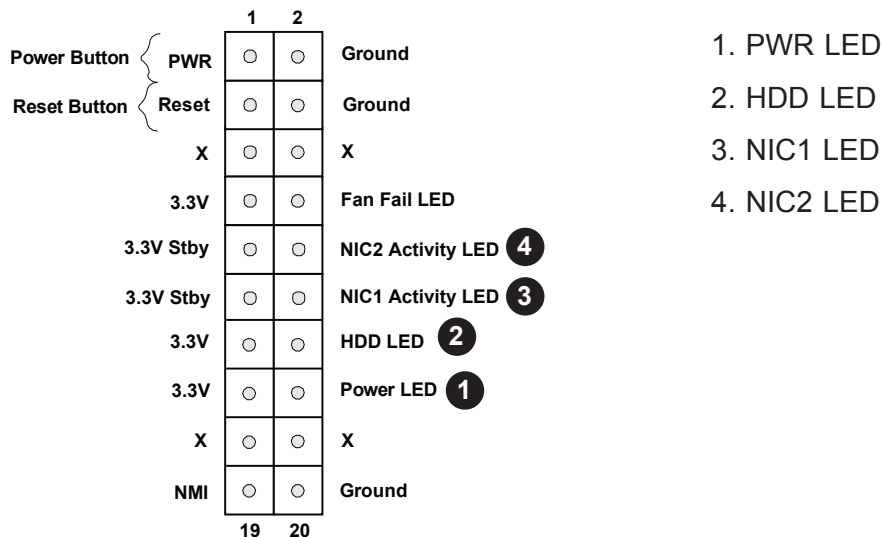 1 2
Power Button PWR Ground
Reset Button Reset Ground
X X
3.3V Fan Fail LED
3.3V Stby NIC2 Activity LED 4
3.3V Stby NIC1 Activity LED 3
3.3V HDD LED 2
3.3V Power LED 1
X X
NMI Ground
19 20
1. PWR LED
2. HDD LED
3. NIC1 LED
4. NIC2 LED